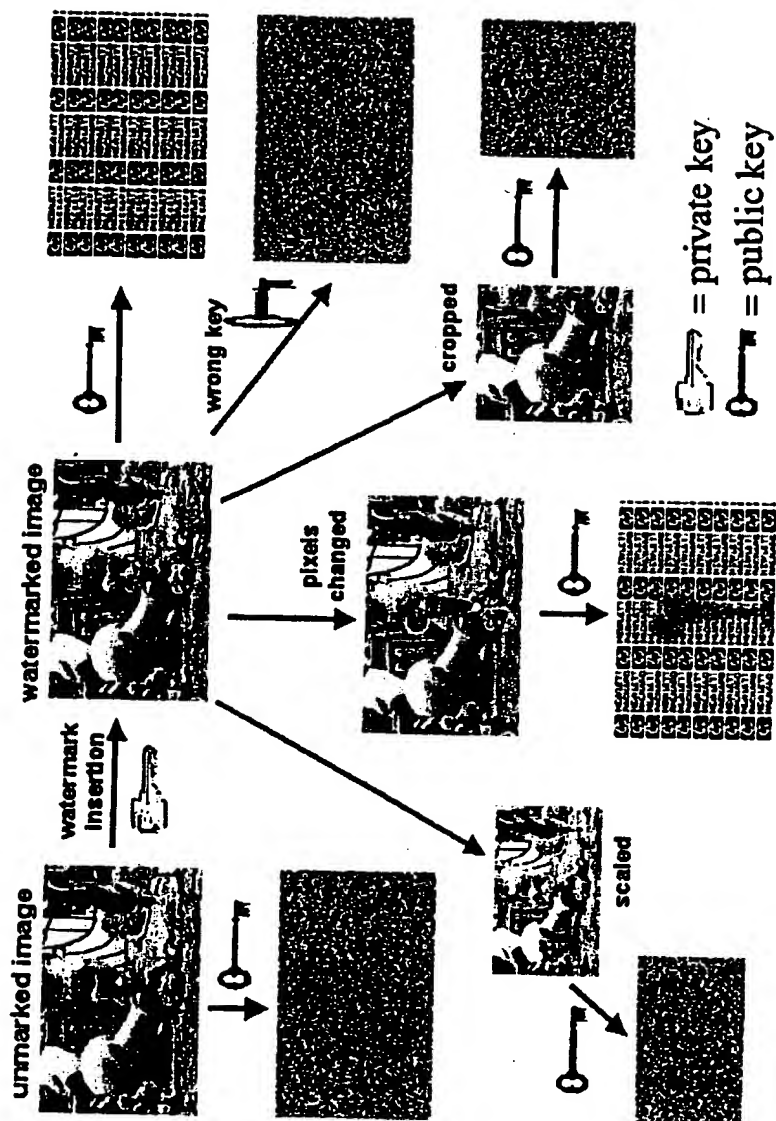 unmarked image
watermark
insertion
watermarked image
wrong key
pixels
changed
cropped
scaled
= private key
= public key